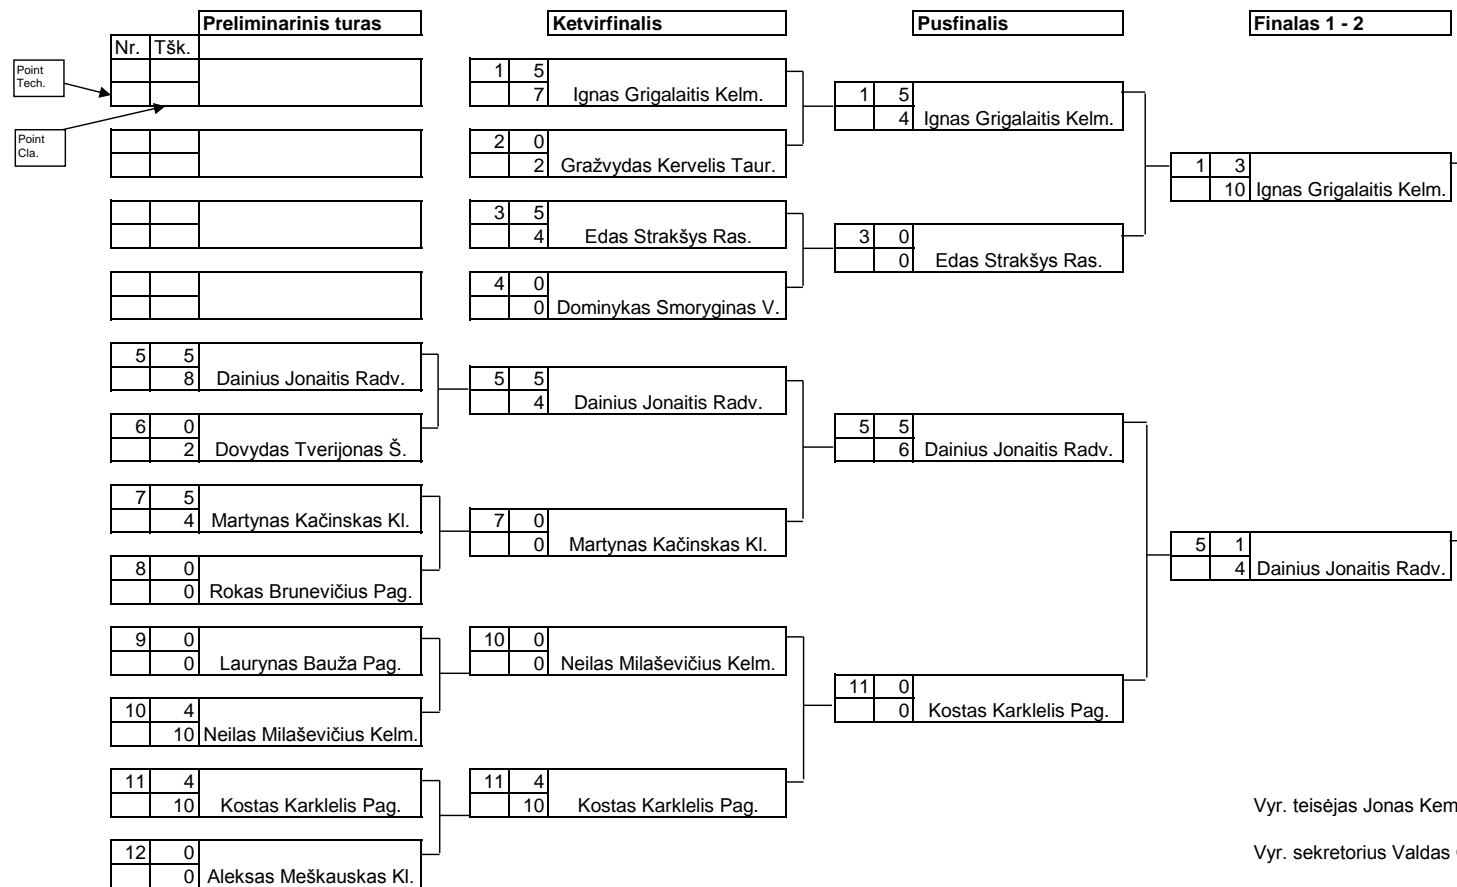 Preliminarinis turas Ketvirfinalis Pusfinalis Finalas 1 - 2
Nr. Tšk.
Point
Tech.
Point
Cla.
5 5
8 Dainius Jonaitis Radv.
6 0
2 Dovydas Tverijonas Š.
7 5
4 Martynas Kačinskas Kl.
8 0
0 Rokas Brunevičius Pag.
9 0
0 Laurynas Bauža Pag.
10 4
10 Neilas Milaševičius Kelm.
11 4
10 Kostas Karklelis Pag.
12 0
0 Aleksas Meškauskas Kl.
1 5
7 Ignas Grigalaitis Kelm.
2 0
2 Gražvydas Kervelis Taur.
3 5
4 Edas Strakšys Ras.
4 0
0 Dominykas Smoryginas V.
5 5
4 Dainius Jonaitis Radv.
7 0
0 Martynas Kačinskas Kl.
10 0
0 Neilas Milaševičius Kelm.
11 4
10 Kostas Karklelis Pag.
1 5
4 Ignas Grigalaitis Kelm.
3 0
0 Edas Strakšys Ras.
5 5
6 Dainius Jonaitis Radv.
11 0
0 Kostas Karklelis Pag.
1 3
10 Ignas Grigalaitis Kelm.
5 1
4 Dainius Jonaitis Radv.
Vyr. teisėjas Jonas Kem
Vyr. sekretorius Valdas